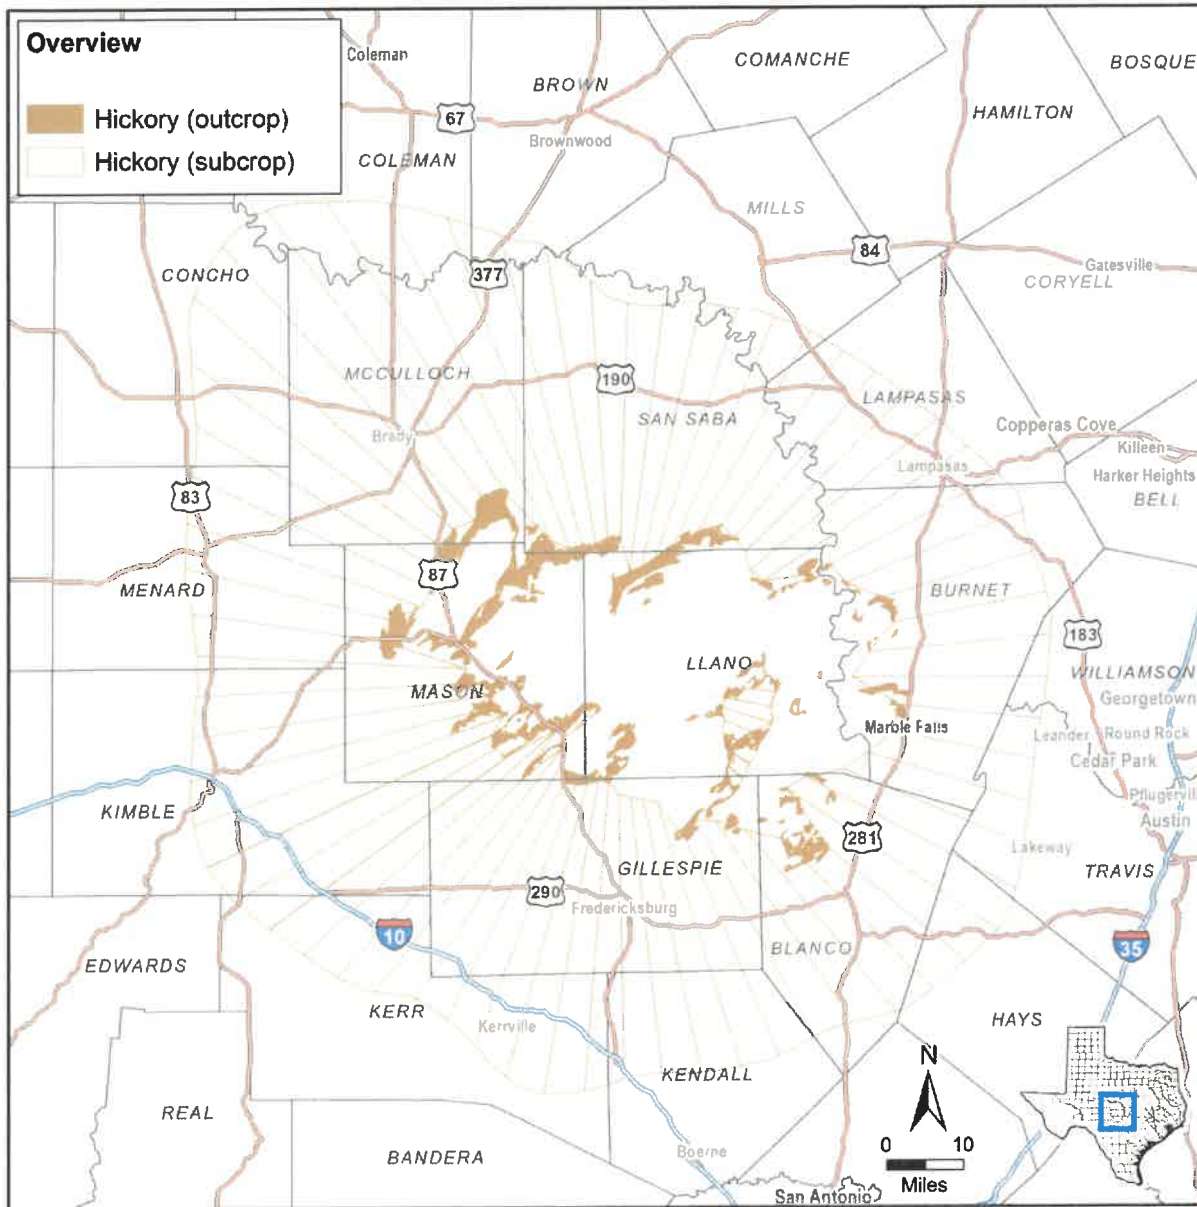 Overview
Hickory (outcrop)
Hickory (subcrop)
Coleman
BROWN
COMANCHE
BOSQUE
HAMILTON
67
Brownwood
COLEMAN
MILLS
84
Gatesville
CORYELL
CONCHO
377
MCCULLOCH
190
SAN SABA
LAMPASAS
Copperas Cove
Killeen
Brady
Lampasas
Harker Heights
BELL
83
87
MENARD
BURNET
183
LLANO
WILLIAMSON
MASON
Georgetown
Marble Falls
Leander
Round Rock
Cedar Park
KIMBLE
Pflugervill
Austin
281
Lakeway
GILLESPIE
TRAVIS
290
Fredericksburg
10
BLANCO
35
EDWARDS
KERR
Kerrville
HAYS
N
KENDALL
REAL
0 10
Miles
Boerne
BANDERA
San Antonio